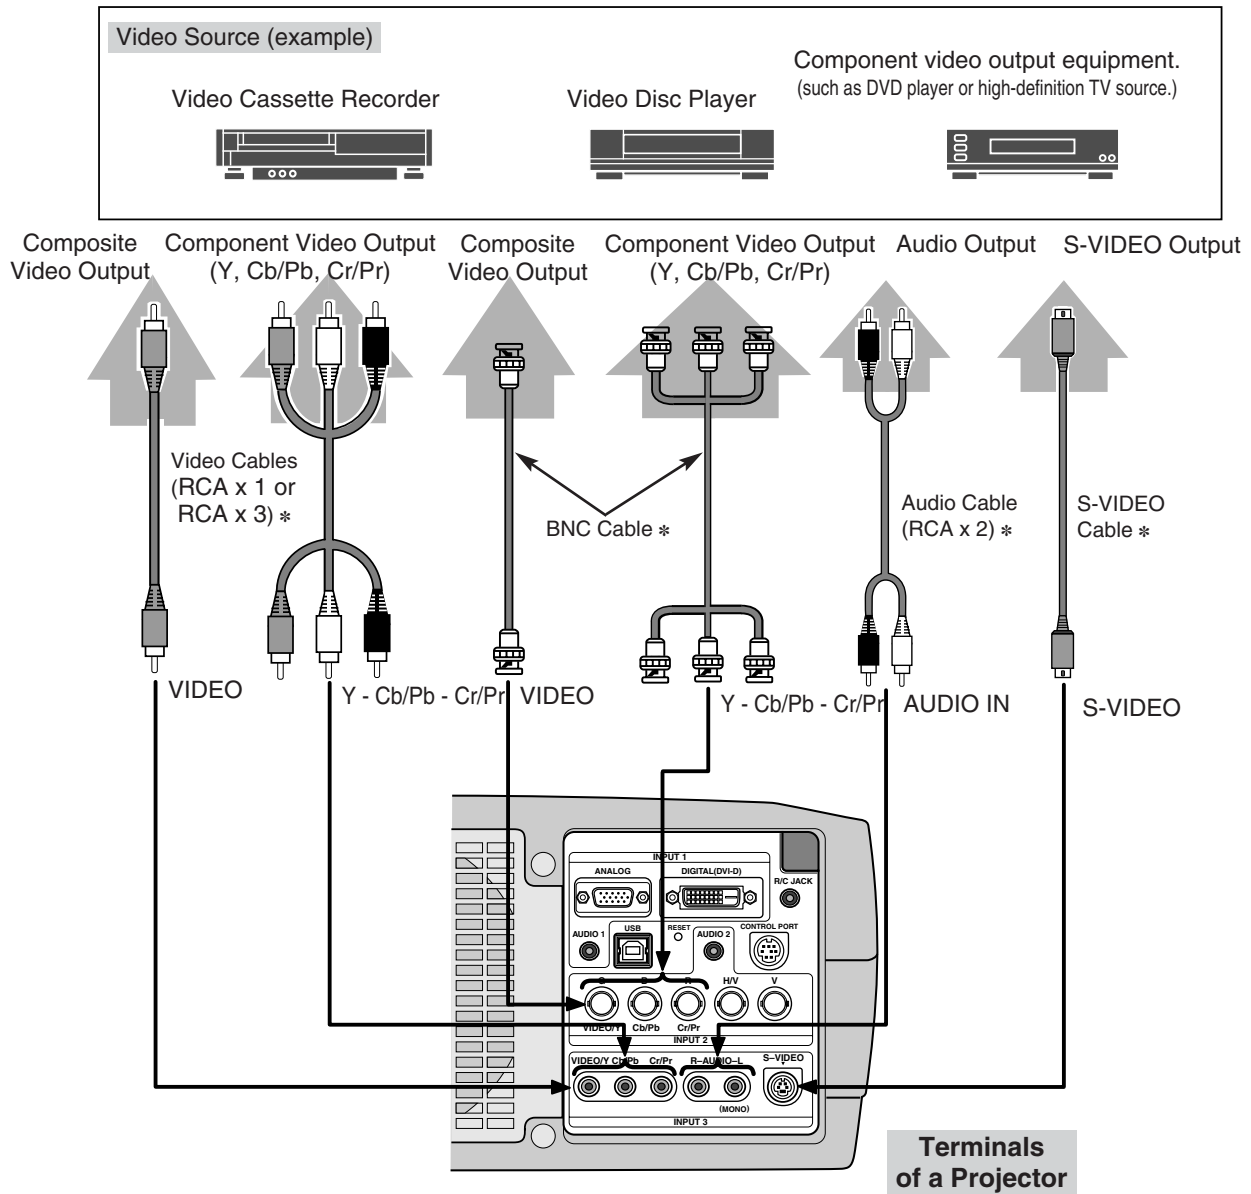 Video Source (example)
Video Cassette Recorder
Video Disc Player
Component video output equipment.
(such as DVD player or high-definition TV source.)
Composite
Video Output
Component Video Output
(Y, Cb/Pb, Cr/Pr)
Composite
Video Output
Component Video Output
(Y, Cb/Pb, Cr/Pr)
Audio Output
S-VIDEO Output
Video Cables
(RCA x 1 or
RCA x 3) *
BNC Cable *
Audio Cable
(RCA x 2) *
S-VIDEO
Cable *
VIDEO
Y - Cb/Pb - Cr/Pr
VIDEO
Y - Cb/Pb - Cr/Pr
AUDIO IN
S-VIDEO
INPUT 1
ANALOG
DIGITAL(DVI-D)
R/C JACK
AUDIO 1
USB
RESET
AUDIO 2
CONTROL PORT
G
B
R
H/V
V
VIDEO/Y
Cb/Pb
Cr/Pr
INPUT 2
VIDEO/Y
Cb/Pb
Cr/Pr
R–AUDIO–L
S–VIDEO
(MONO)
INPUT 3
Terminals
of a Projector